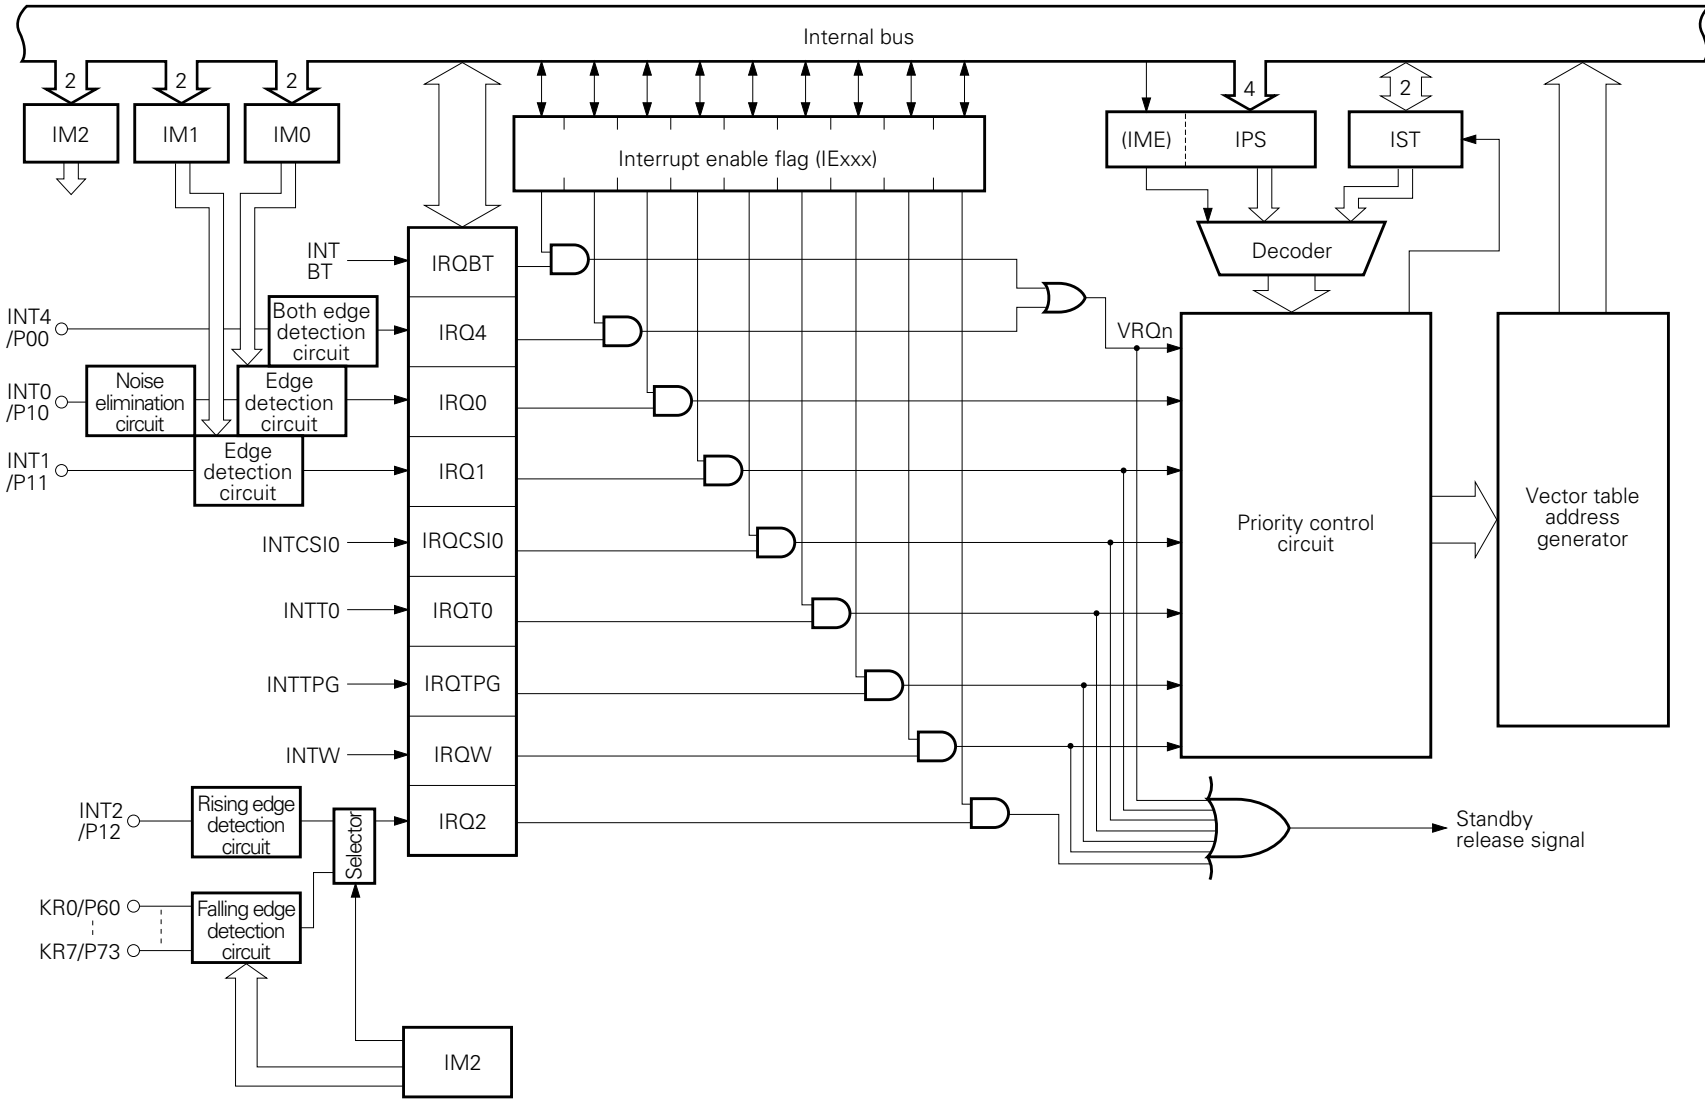 Internal bus
2
2
2
4
2
IM2
IM1
IM0
Interrupt enable flag (IExxx)
(IME)
IPS
IST
Decoder
INT
BT
IRQBT
INT4
/P00
Both edge
detection
circuit
IRQ4
VRQn
INT0
/P10
Noise
elimination
circuit
Edge
detection
circuit
IRQ0
INT1
/P11
Edge
detection
circuit
IRQ1
Priority control
circuit
Vector table
address
generator
INTCSI0
IRQCSI0
INTT0
IRQT0
INTTPG
IRQTPG
INTW
IRQW
INT2
/P12
Rising edge
detection
circuit
Selector
IRQ2
Standby
release signal
KR0/P60
KR7/P73
Falling edge
detection
circuit
IM2